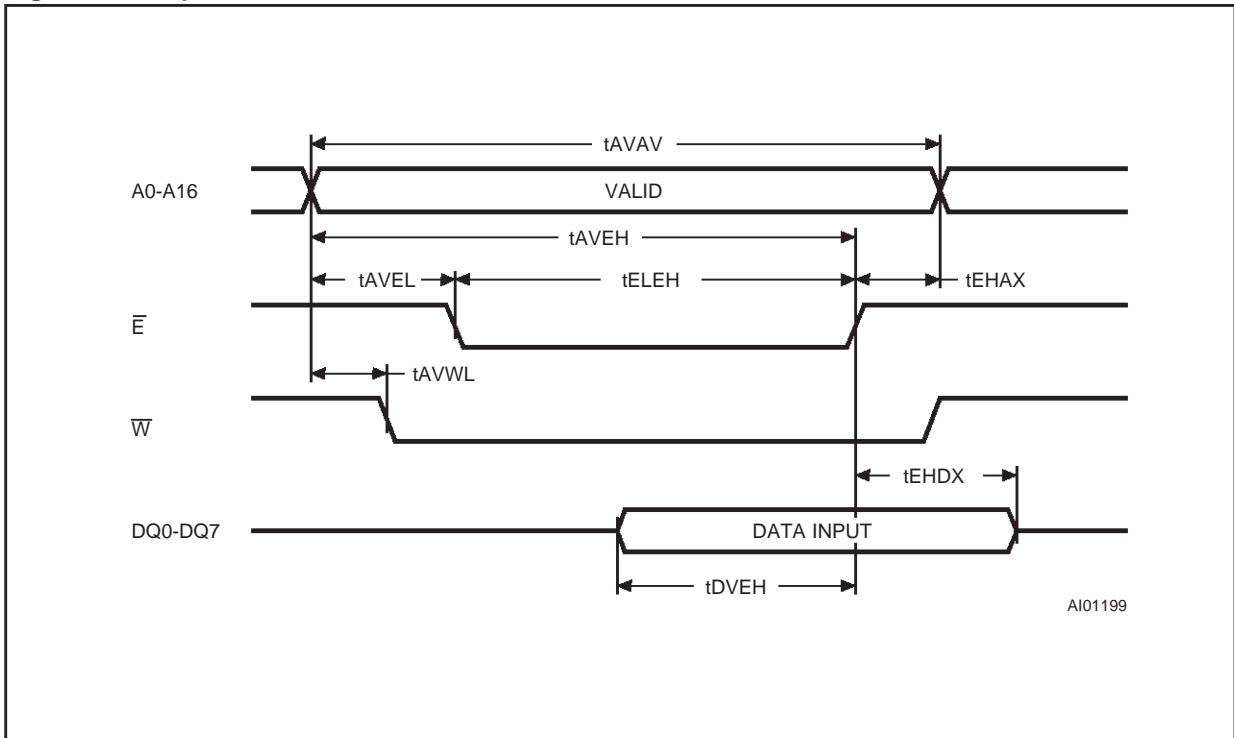 tAVAV
A0-A16 VALID
tAVEH
tAVEL tELEH tEHAX
E̅
tAVWL
W̅
tEHDX
DQ0-DQ7 DATA INPUT
tDVEH
AI01199